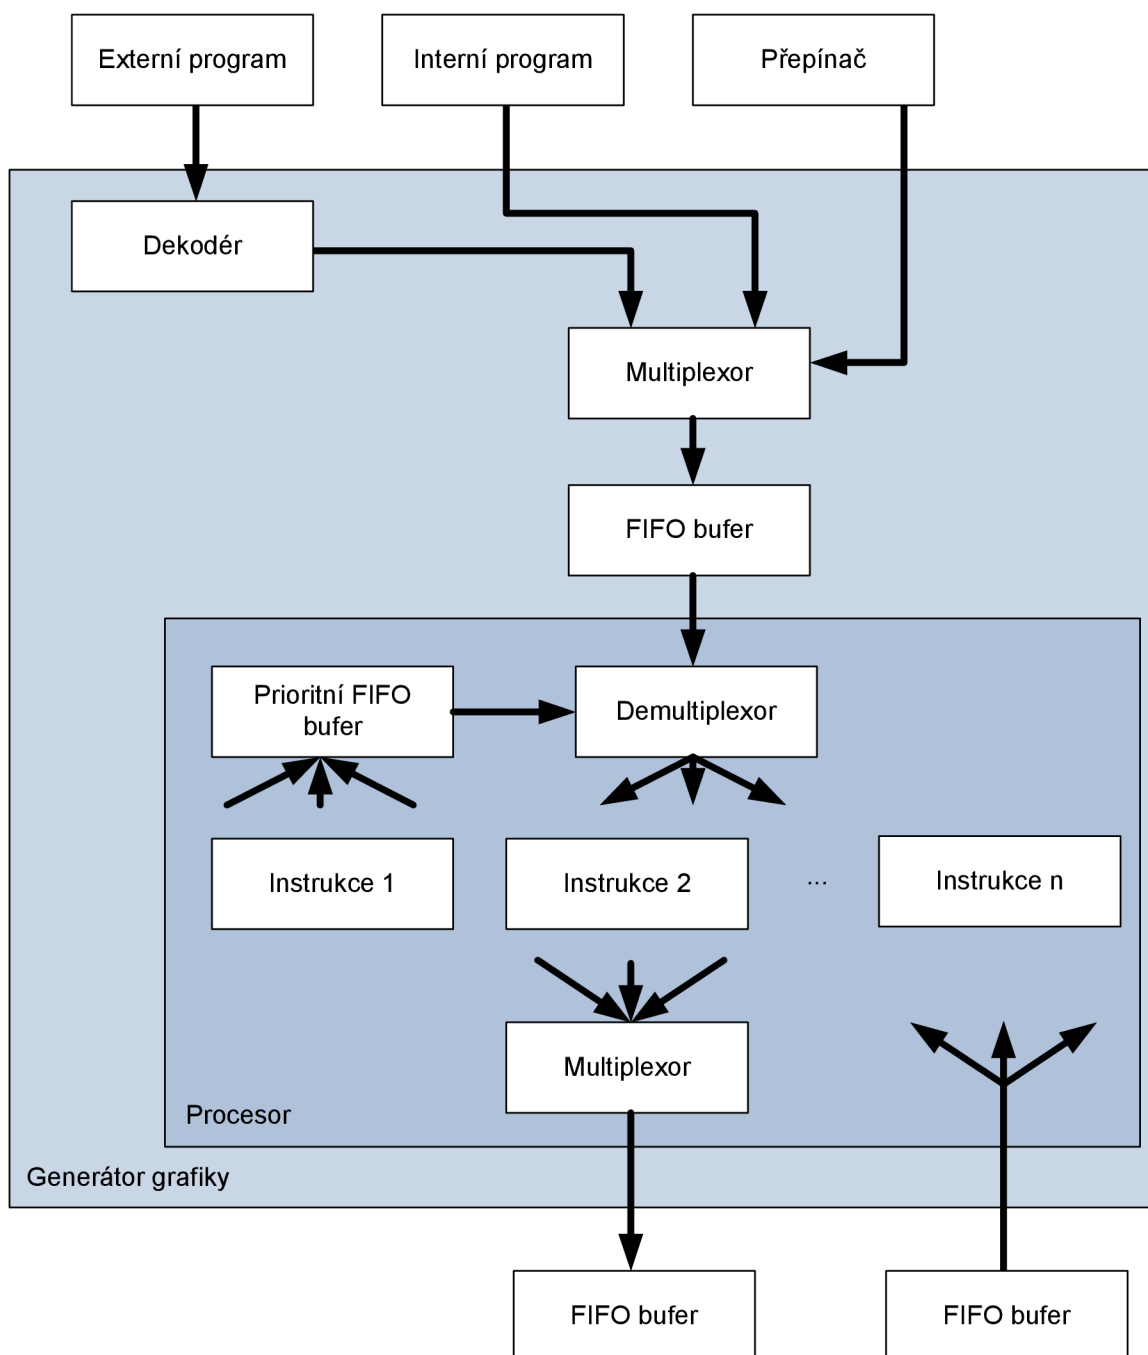 Externí program
Interní program
Přepínač
Dekodér
Multiplexor
FIFO bufer
Prioritní FIFO
bufer
Demultiplexor
Instrukce 1
Instrukce 2
...
Instrukce n
Multiplexor
Procesor
Generátor grafiky
FIFO bufer
FIFO bufer